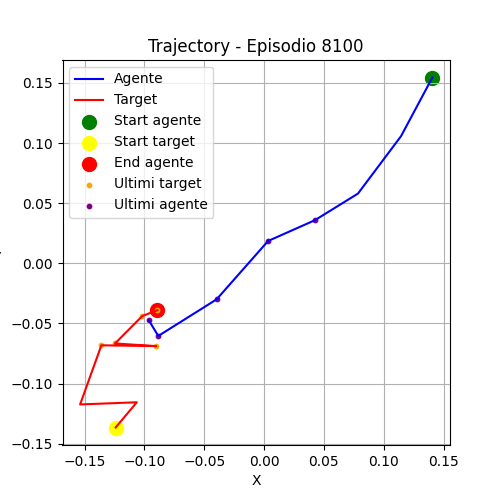 Trajectory - Episodio 8100
Agente
Target
Start agente
Start target
End agente
Ultimi target
Ultimi agente
0.15
0.10
0.05
0.00
−0.05
−0.10
−0.15
−0.15
−0.10
−0.05
0.00
0.05
0.10
0.15
X